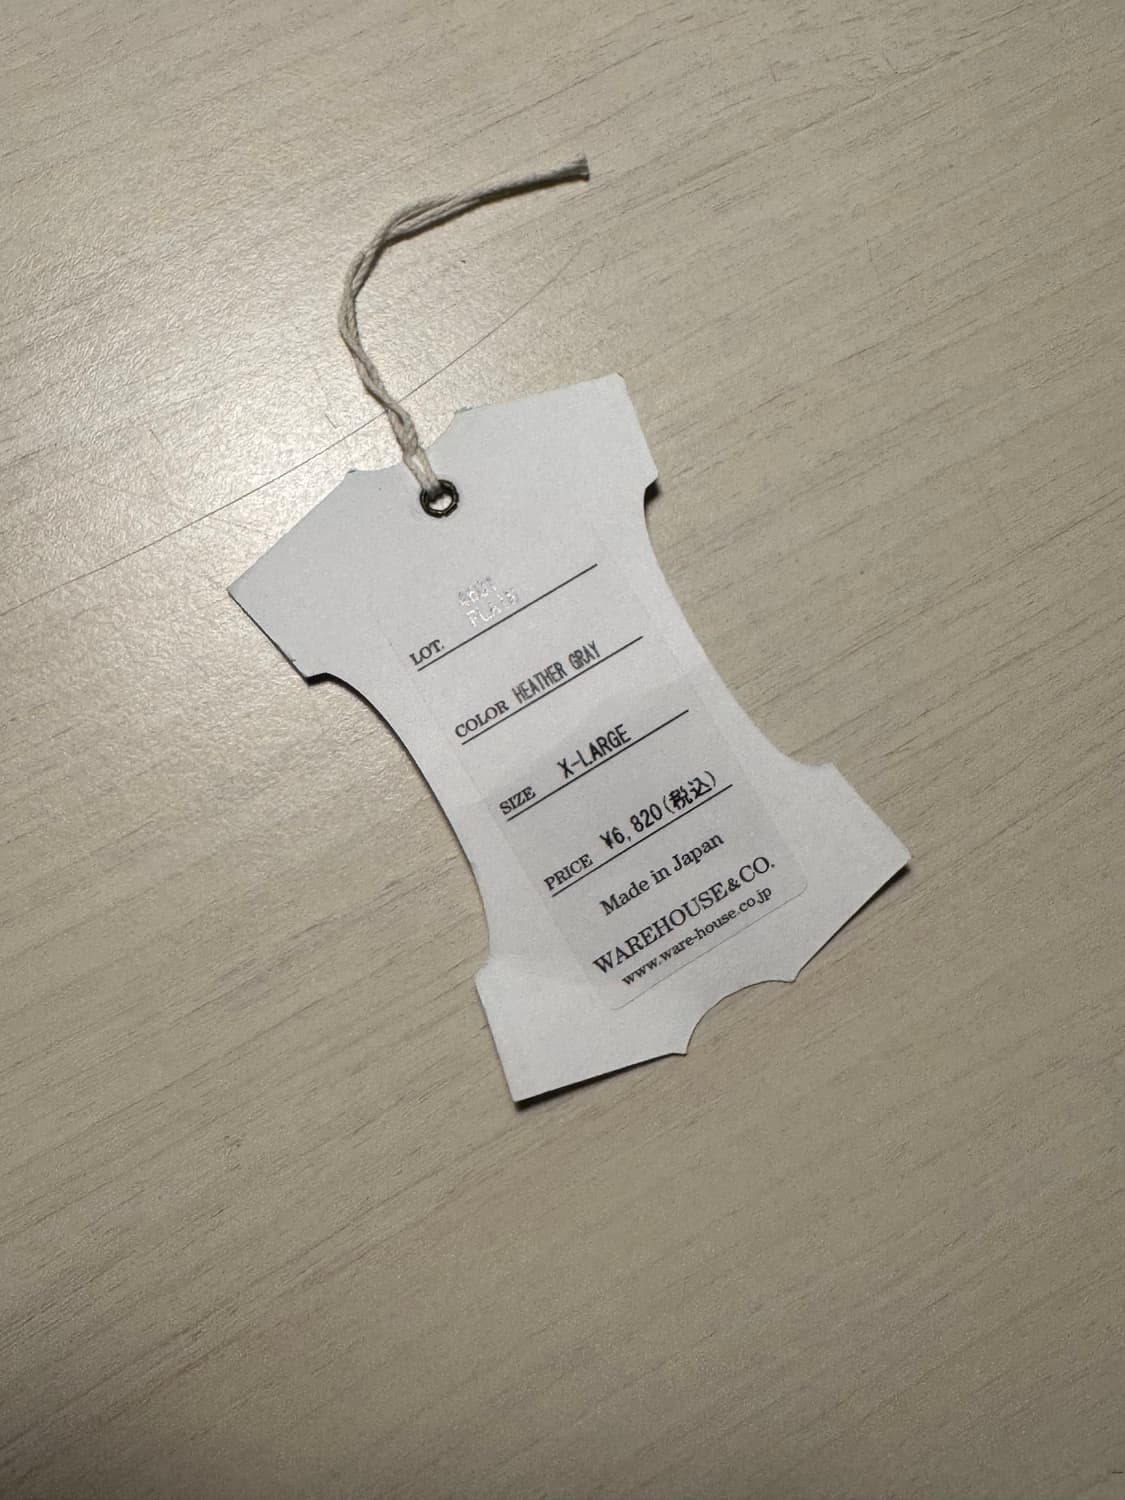 PLAIN
LOT.
COLOR HEATHER GRAY
SIZE X-LARGE
PRICE ¥6,820(税込)
Made in Japan
WAREHOUSE&CO.
www.ware-house.co.jp